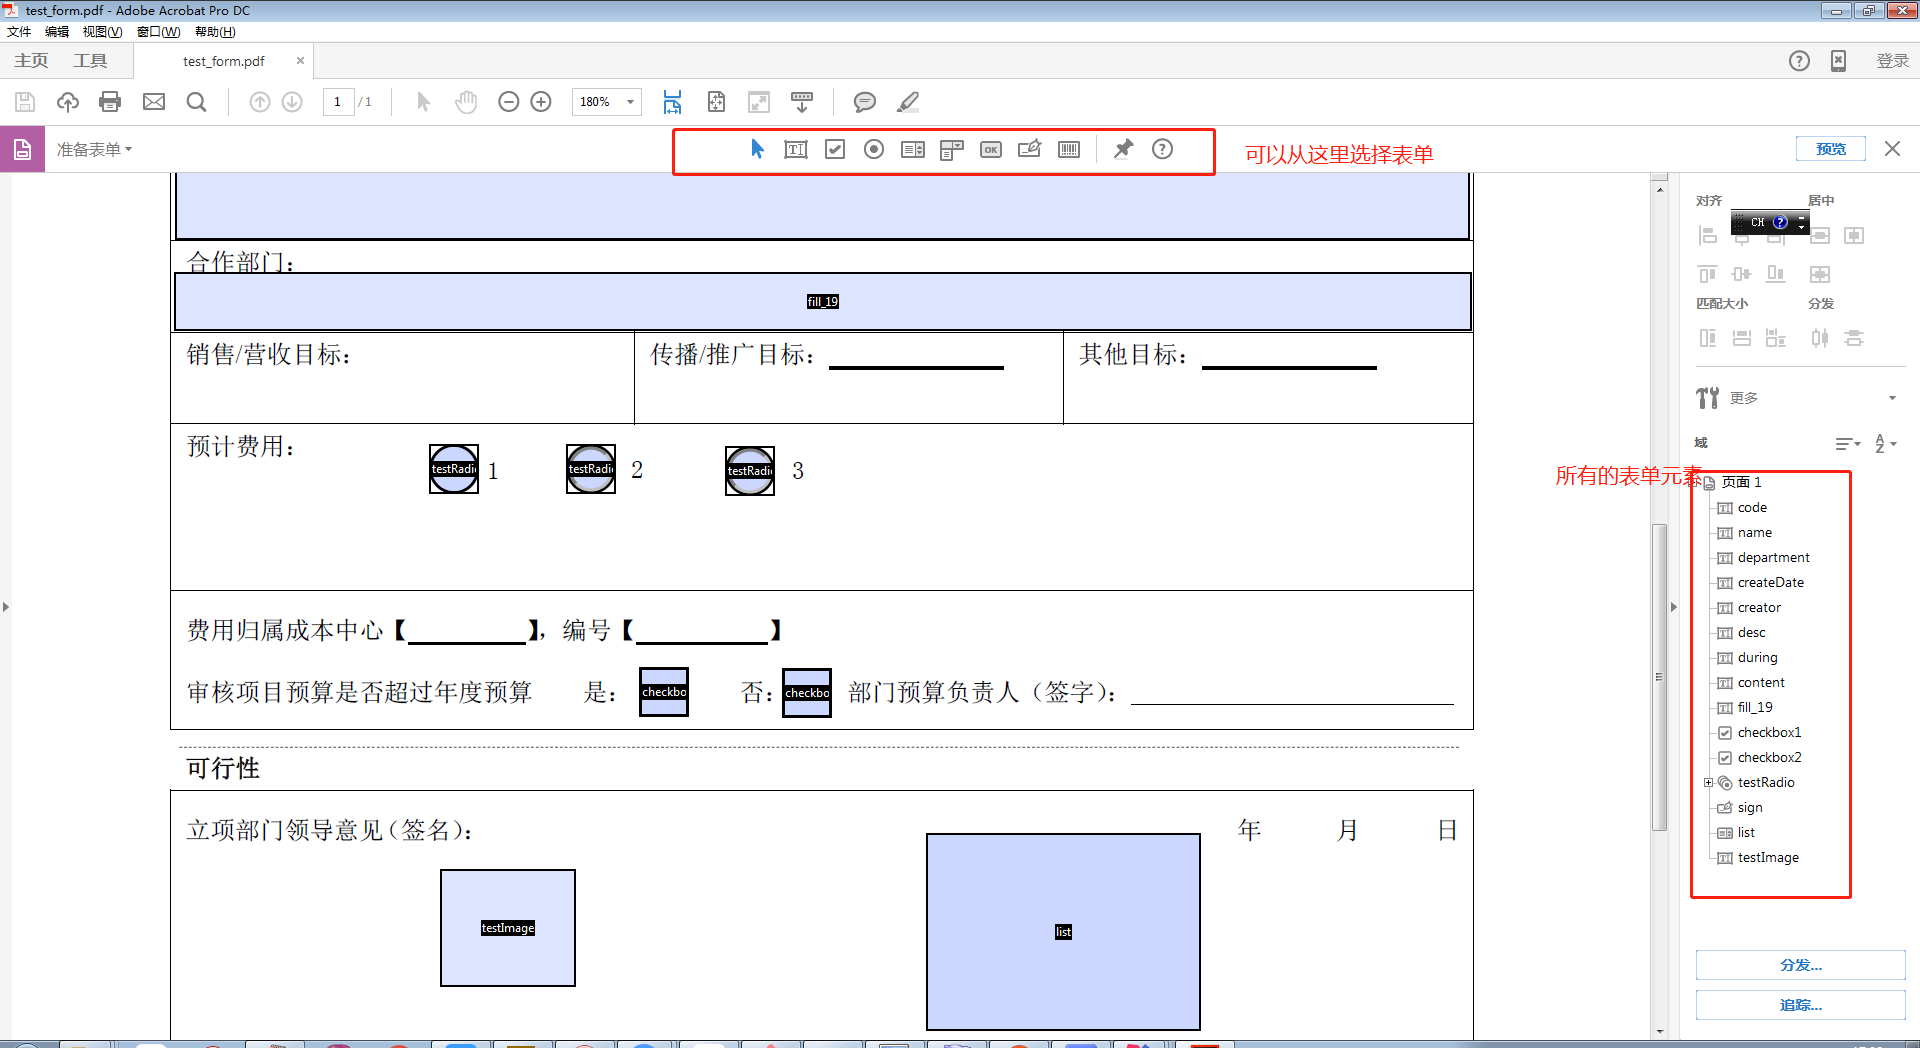 test_form.pdf - Adobe Acrobat Pro DC
文件 编辑 视图(V) 窗口(W) 帮助(H)
主页 工具 test_form.pdf × 登录
1 / 1 180%
准备表单 OK 可以从这里选择表单 预览
对齐 居中
CH ?
匹配大小 分发
更多
域
所有的表单元素
页面 1
code
name
department
createDate
creator
desc
during
content
fill_19
checkbox1
checkbox2
testRadio
sign
list
testImage
分发...
追踪...
合作部门：
fill_19
销售/营收目标： 传播/推广目标： 其他目标：
预计费用： testRadi 1 testRadi 2 testRadi 3
费用归属成本中心【 】，编号【 】
审核项目预算是否超过年度预算 是： checkbo 否： checkbo 部门预算负责人（签字）：
可行性
立项部门领导意见（签名）： 年 月 日
testImage
list